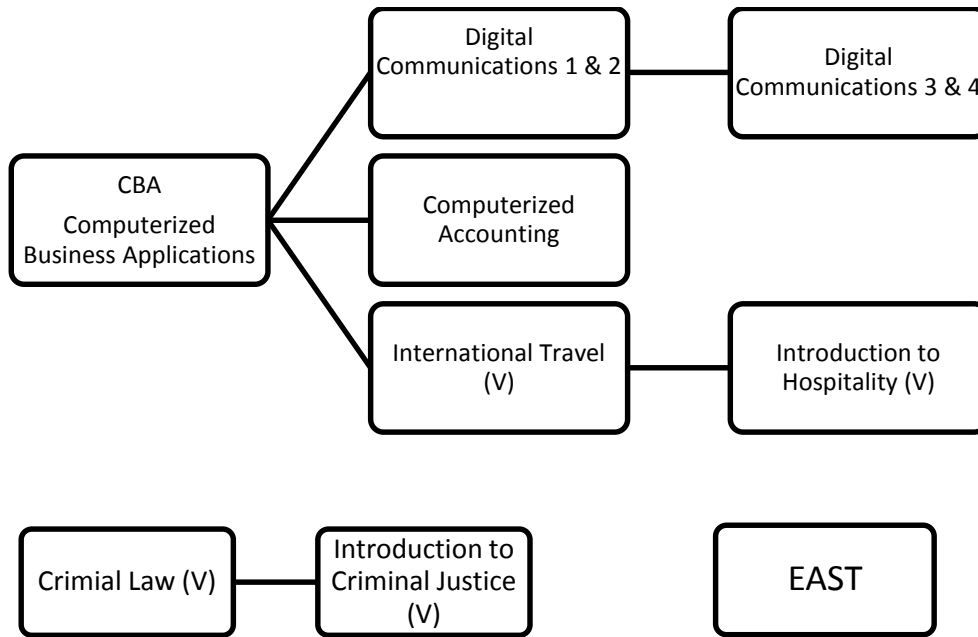 Digital
Communications 1 & 2
Digital
Communications 3 & 4
CBA
Computerized
Business Applications
Computerized
Accounting
International Travel
(V)
Introduction to
Hospitality (V)
Crimial Law (V)
Introduction to
Criminal Justice
(V)
EAST